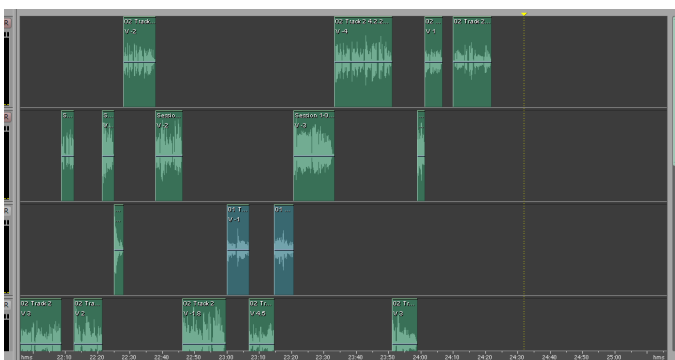 R
02 Track...
V -2
02 Track 2 4-2 2...
V -4
02
V 1
02 Track 2...
R
S...
S...
V
Sessio...
V -2
Session 1-9...
V -3
R
01 T...
V -1
01...
R
02 Track 2
V 3
02 Tra...
V 2
02 Track 2
V -1.8
02 Tr...
V 4.5
02 Tr...
V 3
hms 22:10 22:20 22:30 22:40 22:50 23:00 23:10 23:20 23:30 23:40 23:50 24:00 24:10 24:20 24:30 24:40 24:50 25:00 hms